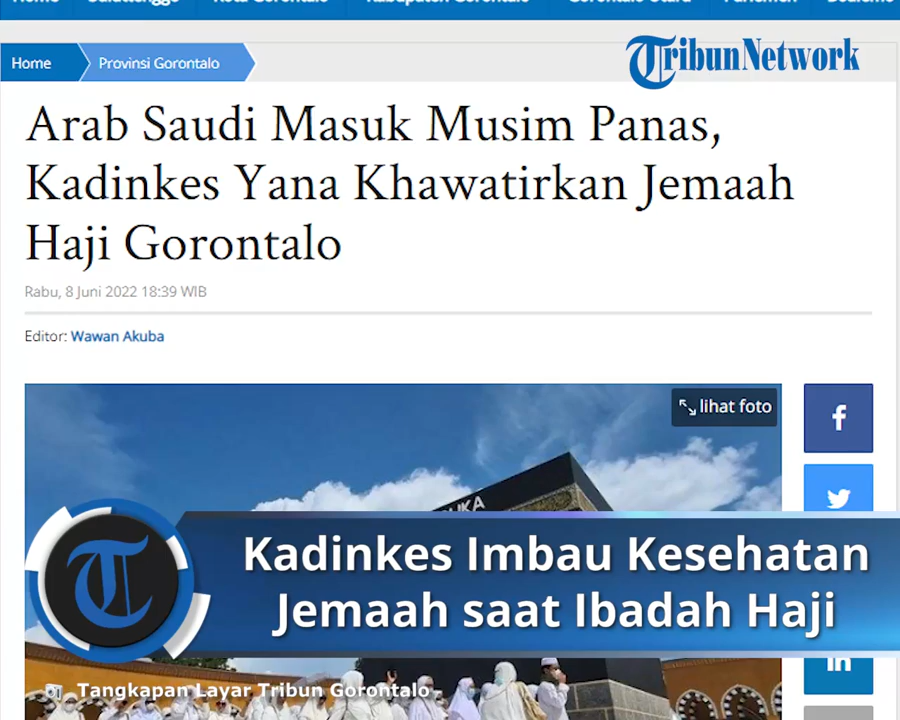 Home
Provinsi Gorontalo
TribunNetwork
Arab Saudi Masuk Musim Panas,
Kadinkes Yana Khawatirkan Jemaah
Haji Gorontalo
Rabu, 8 Juni 2022 18:39 WIB
Editor: Wawan Akuba
lihat foto
Kadinkes Imbau Kesehatan
Jemaah saat Ibadah Haji
Tangkapan Layar Tribun Gorontalo